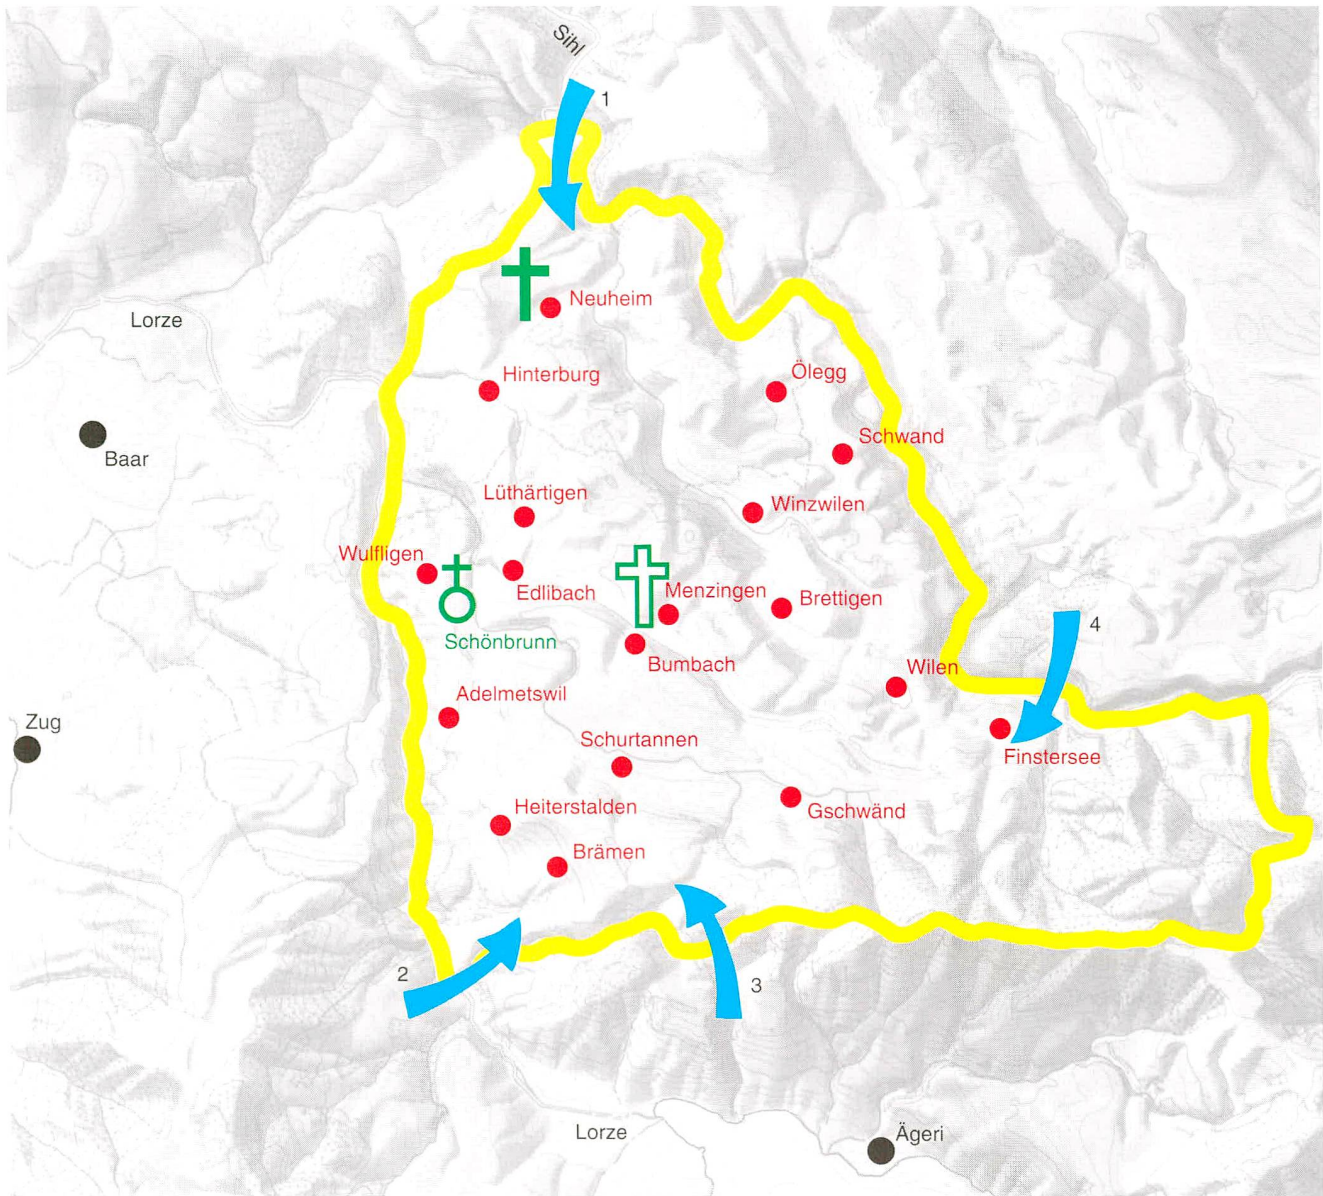 Sihl
1
Neuheim
Lorze
Hinterburg
Ölegg
Baar
Schwand
Lüthärtigen
Winzwilen
Wulfligen
Edlibach
Menzingen
Brettigen
4
Schönbrunn
Bumbach
Wilen
Adelmetswil
Zug
Schurtannen
Finstersee
Heiterstalden
Gschwänd
Brämen
2
3
Lorze
Ägeri